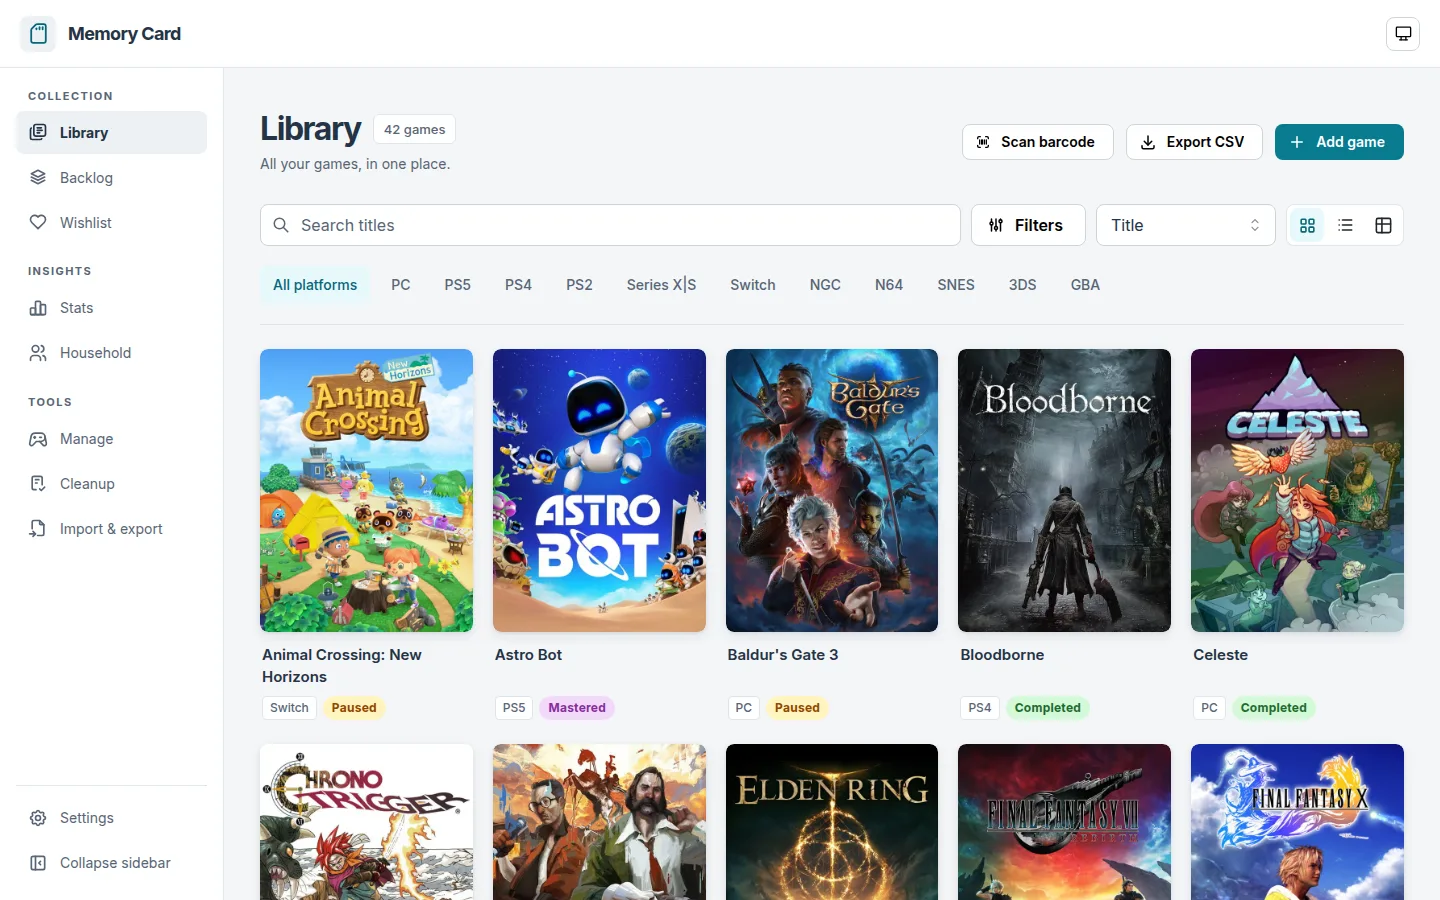 Memory Card
COLLECTION
Library
Backlog
Wishlist
INSIGHTS
Stats
Household
TOOLS
Manage
Cleanup
Import & export
Settings
Collapse sidebar
Library
42 games
All your games, in one place.
Scan barcode
Export CSV
Add game
Search titles
Filters
Title
All platforms
PC
PS5
PS4
PS2
Series X|S
Switch
NGC
N64
SNES
3DS
GBA
New
Horizons
Animal
Crossing
ASTRO
BOT
Baldur's
Gate
Bloodborne
CELESTE
Animal Crossing: New
Horizons
Switch
Paused
Astro Bot
PS5
Mastered
Baldur's Gate 3
PC
Paused
Bloodborne
PS4
Completed
Celeste
PC
Completed
CHRONO
TRIGGER
ELDEN RING
FINAL FANTASY VII
REBIRTH
FINAL FANTASY X